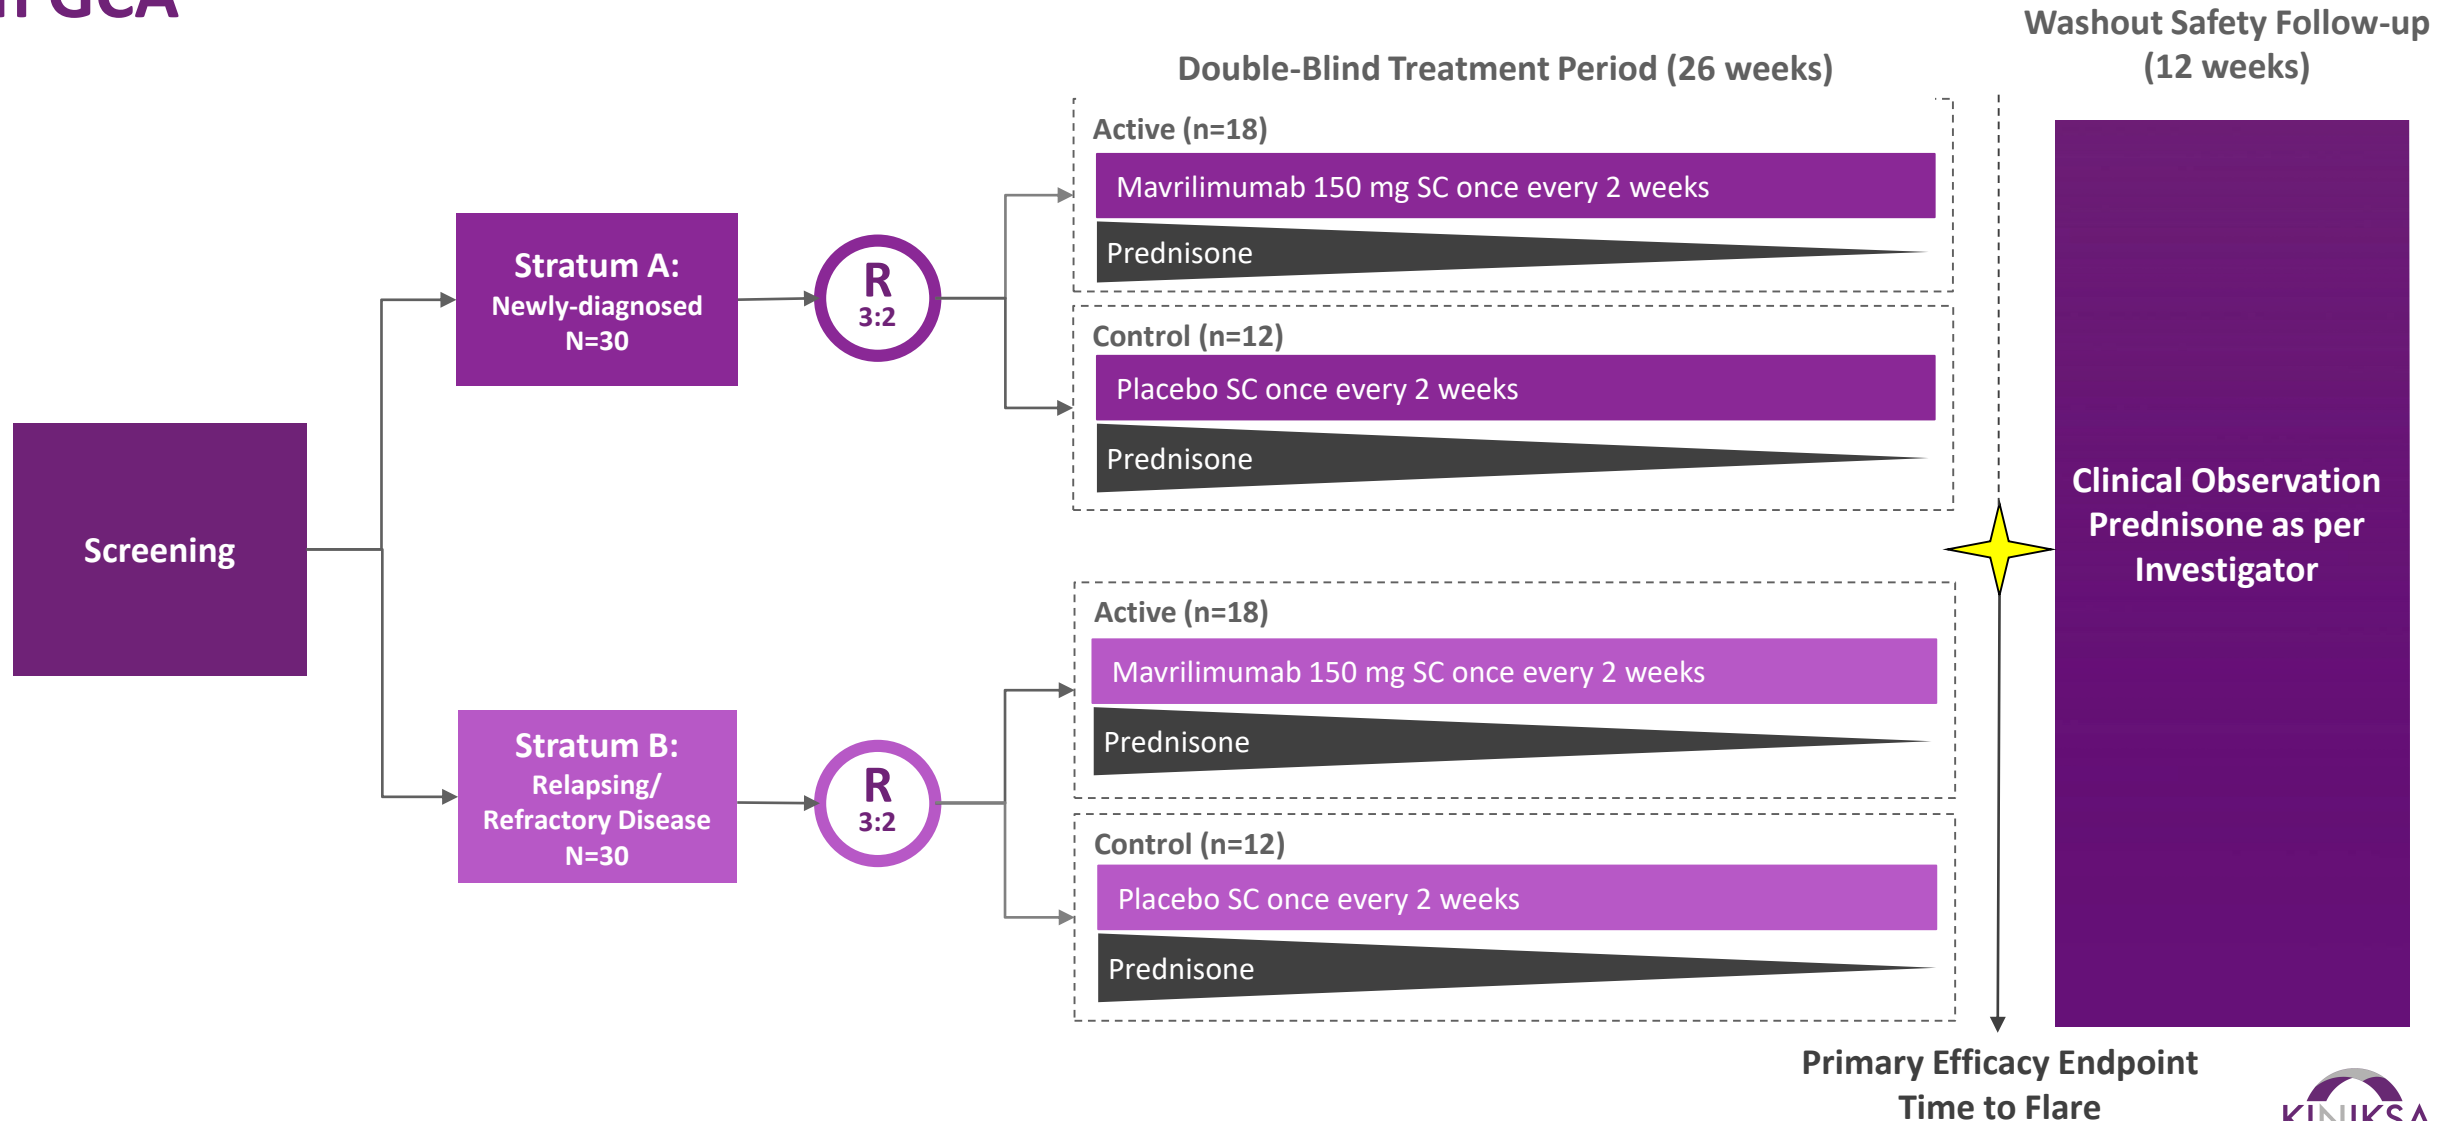 GCA
Washout Safety Follow-up
(12 weeks)
Double-Blind Treatment Period (26 weeks)
Active (n=18)
Mavrilimumab 150 mg SC once every 2 weeks
Prednisone
Stratum A:
Newly-diagnosed
N=30
R
3:2
Control (n=12)
Placebo SC once every 2 weeks
Prednisone
Screening
Clinical Observation
Prednisone as per
Investigator
Active (n=18)
Mavrilimumab 150 mg SC once every 2 weeks
Prednisone
Stratum B:
Relapsing/
Refractory Disease
N=30
R
3:2
Control (n=12)
Placebo SC once every 2 weeks
Prednisone
Primary Efficacy Endpoint
Time to Flare
KINIKSA